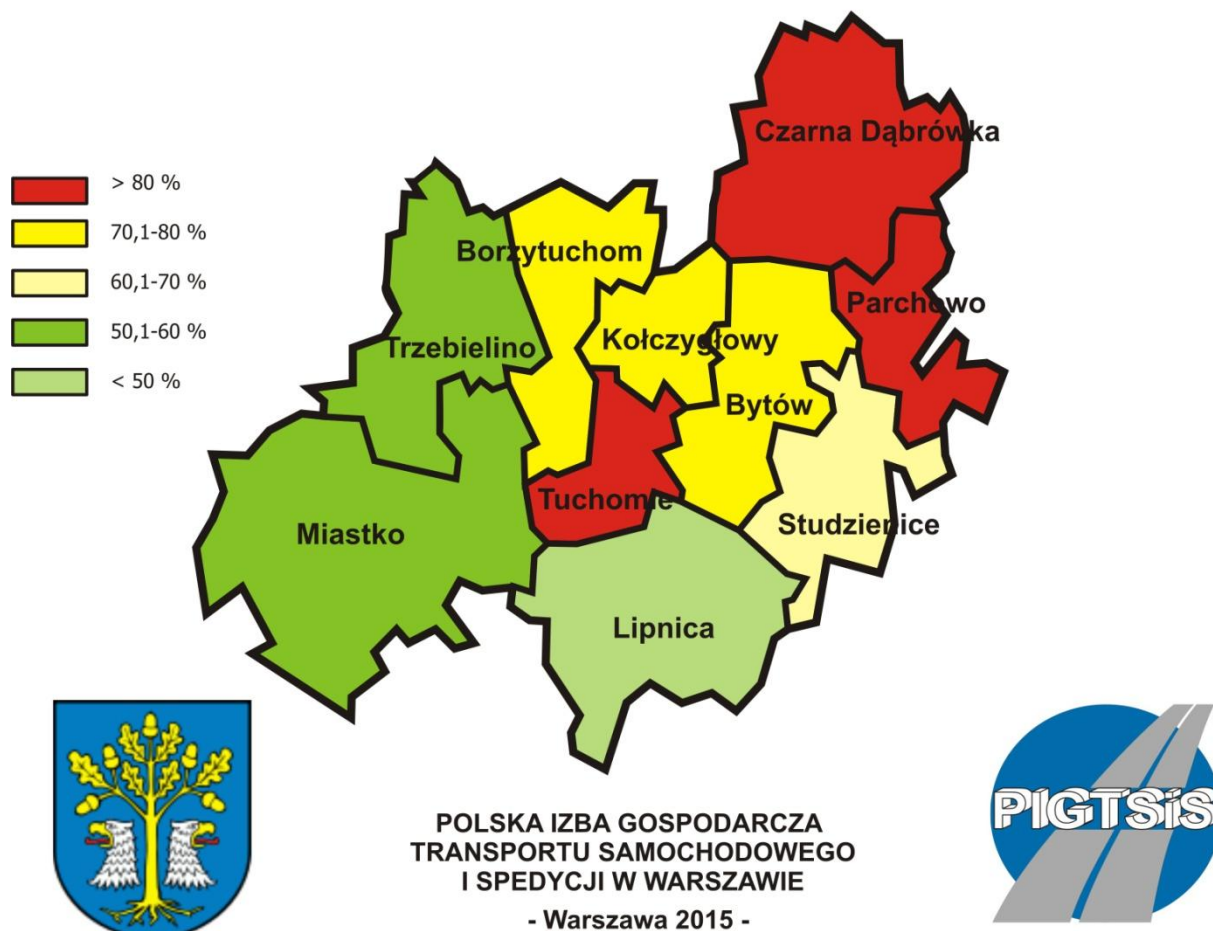 > 80 %
70,1-80 %
60,1-70 %
50,1-60 %
< 50 %
Czarna Dąbrówka
Borzytuchom
Parchowo
Kołczygłowy
Trzebielino
Bytów
Tuchomie
Studzienice
Miastko
Lipnica
POLSKA IZBA GOSPODARCZA
TRANSPORTU SAMOCHODOWEGO
I SPEDYCJI W WARSZAWIE
- Warszawa 2015 -
PIGTSiS